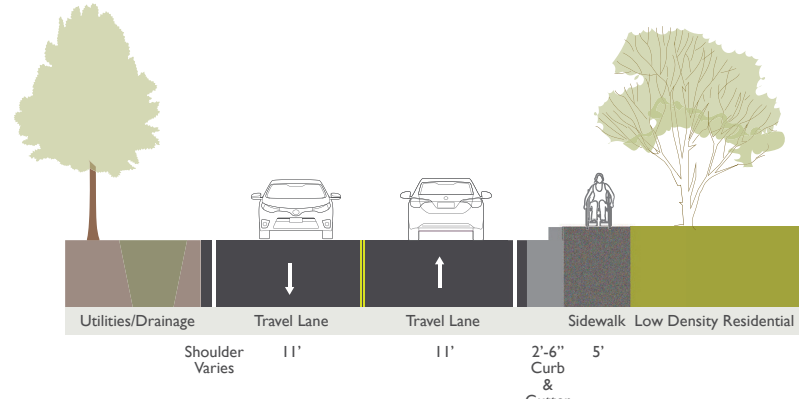 Utilities/Drainage Travel Lane Travel Lane Sidewalk Low Density Residential
Shoulder Varies 11’ 11’ 2’-6” Curb & 5’